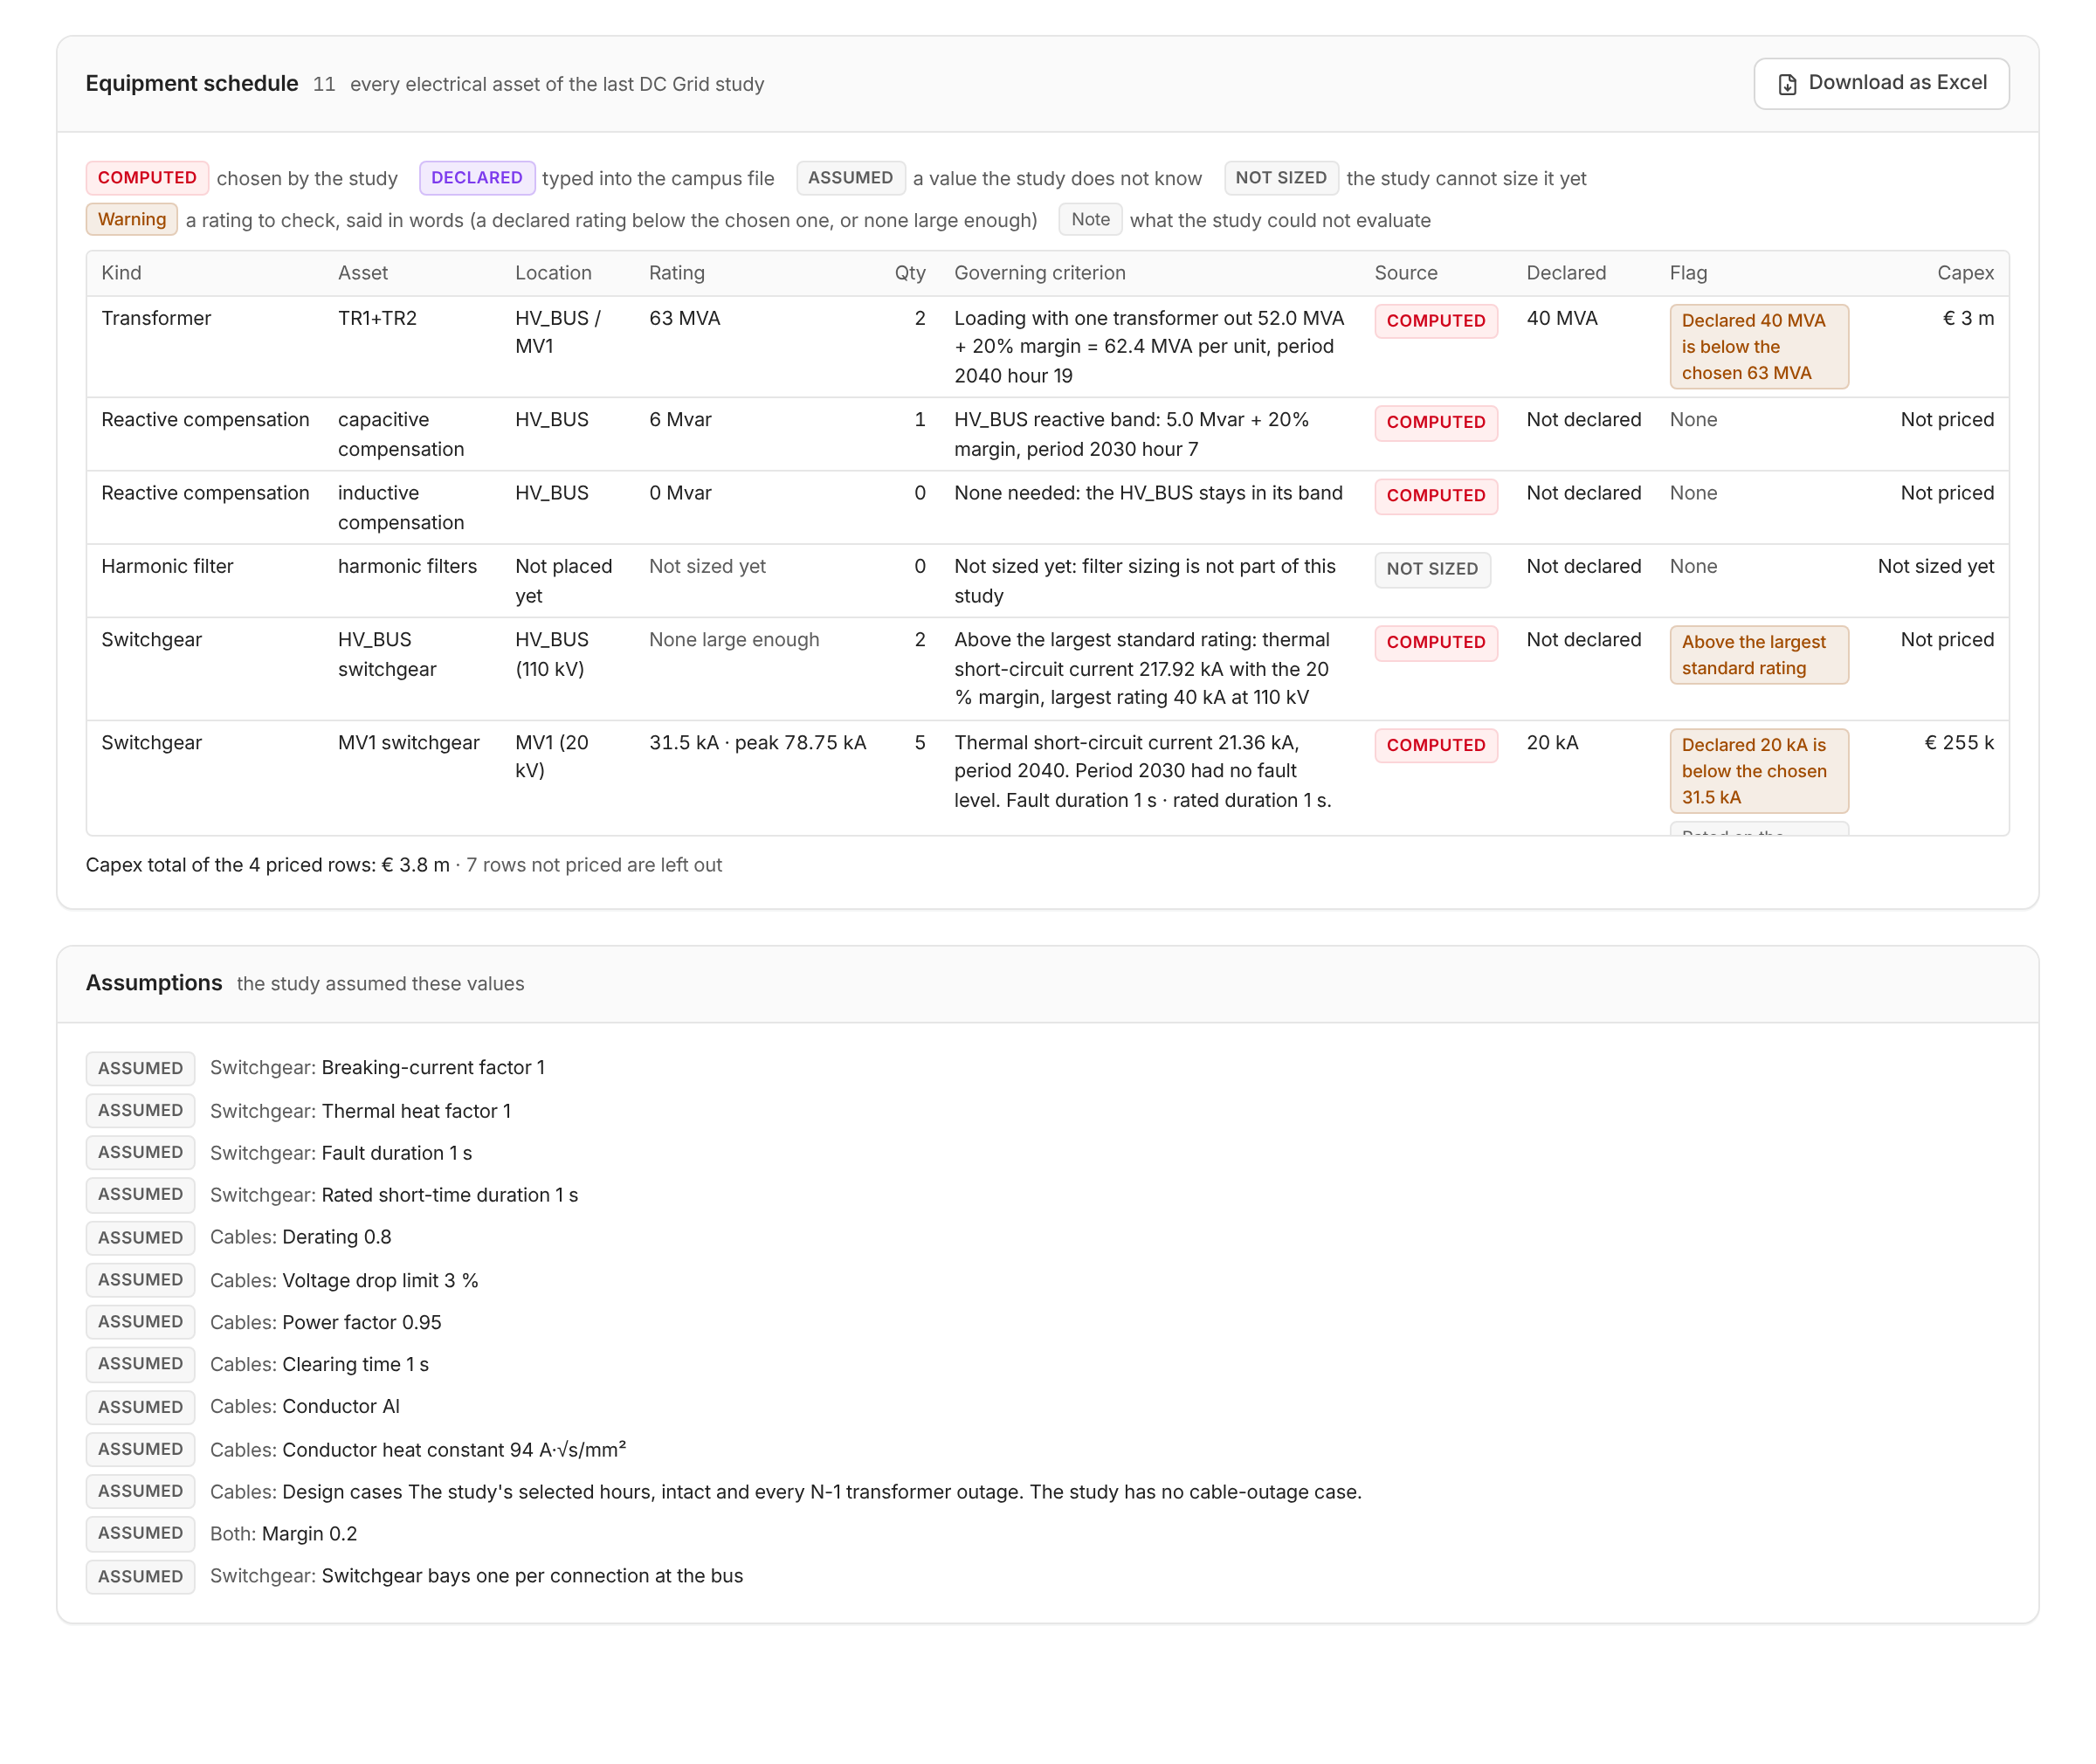 Equipment schedule 11 every electrical asset of the last DC Grid study
Download as Excel
COMPUTED chosen by the study DECLARED typed into the campus file ASSUMED a value the study does not know NOT SIZED the study cannot size it yet
Warning a rating to check, said in words (a declared rating below the chosen one, or none large enough) Note what the study could not evaluate
Kind Asset Location Rating Qty Governing criterion Source Declared Flag Capex
Transformer TR1+TR2 HV_BUS / 63 MVA 2 Loading with one transformer out 52.0 MVA COMPUTED 40 MVA Declared 40 MVA € 3 m
MV1 + 20% margin = 62.4 MVA per unit, period is below the
2040 hour 19 chosen 63 MVA
Reactive compensation capacitive HV_BUS 6 Mvar 1 HV_BUS reactive band: 5.0 Mvar + 20% COMPUTED Not declared None Not priced
compensation margin, period 2030 hour 7
Reactive compensation inductive HV_BUS 0 Mvar 0 None needed: the HV_BUS stays in its band COMPUTED Not declared None Not priced
compensation
Harmonic filter harmonic filters Not placed Not sized yet 0 Not sized yet: filter sizing is not part of this NOT SIZED Not declared None Not sized yet
yet study
Switchgear HV_BUS HV_BUS None large enough 2 Above the largest standard rating: thermal COMPUTED Not declared Above the largest Not priced
switchgear (110 kV) short-circuit current 217.92 kA with the 20 standard rating
% margin, largest rating 40 kA at 110 kV
Switchgear MV1 switchgear MV1 (20 31.5 kA · peak 78.75 kA 5 Thermal short-circuit current 21.36 kA, COMPUTED 20 kA Declared 20 kA is € 255 k
kV) period 2040. Period 2030 had no fault below the chosen
level. Fault duration 1 s · rated duration 1 s. 31.5 kA
Capex total of the 4 priced rows: € 3.8 m · 7 rows not priced are left out
Assumptions the study assumed these values
ASSUMED Switchgear: Breaking-current factor 1
ASSUMED Switchgear: Thermal heat factor 1
ASSUMED Switchgear: Fault duration 1 s
ASSUMED Switchgear: Rated short-time duration 1 s
ASSUMED Cables: Derating 0.8
ASSUMED Cables: Voltage drop limit 3 %
ASSUMED Cables: Power factor 0.95
ASSUMED Cables: Clearing time 1 s
ASSUMED Cables: Conductor Al
ASSUMED Cables: Conductor heat constant 94 A·√s/mm²
ASSUMED Cables: Design cases The study's selected hours, intact and every N-1 transformer outage. The study has no cable-outage case.
ASSUMED Both: Margin 0.2
ASSUMED Switchgear: Switchgear bays one per connection at the bus